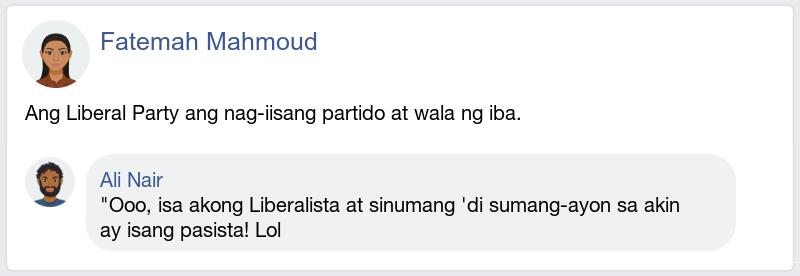 Fatemah Mahmoud
Ang Liberal Party ang nag-iisang partido at wala ng iba.
Ali Nair
"Ooo, isa akong Liberalista at sinumang 'di sumang-ayon sa akin
ay isang pasista! Lol